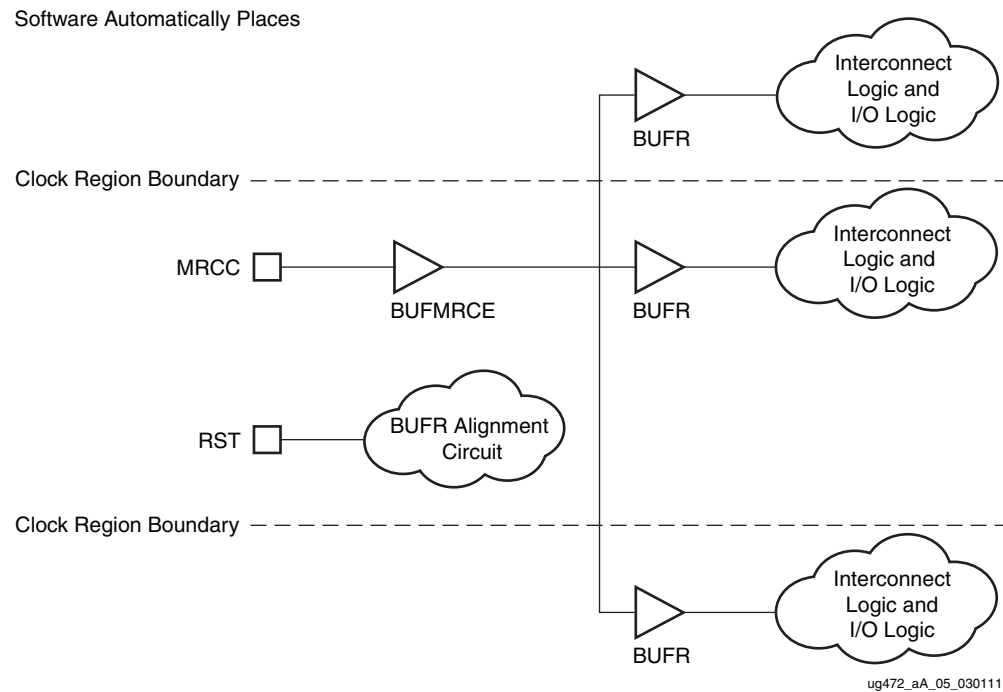 Software Automatically Places
Interconnect
Logic and
I/O Logic
BUFR
Clock Region Boundary
MRCC
BUFMRCE
BUFR
Interconnect
Logic and
I/O Logic
RST
BUFR Alignment
Circuit
Clock Region Boundary
BUFR
Interconnect
Logic and
I/O Logic
ug472_aA_05_030111